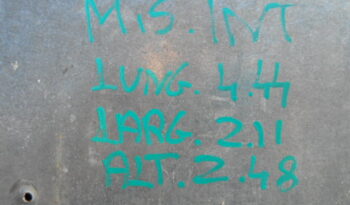 MIS. INT
LUNG. 4.44
LARG. 2.11
ALT. 2.48